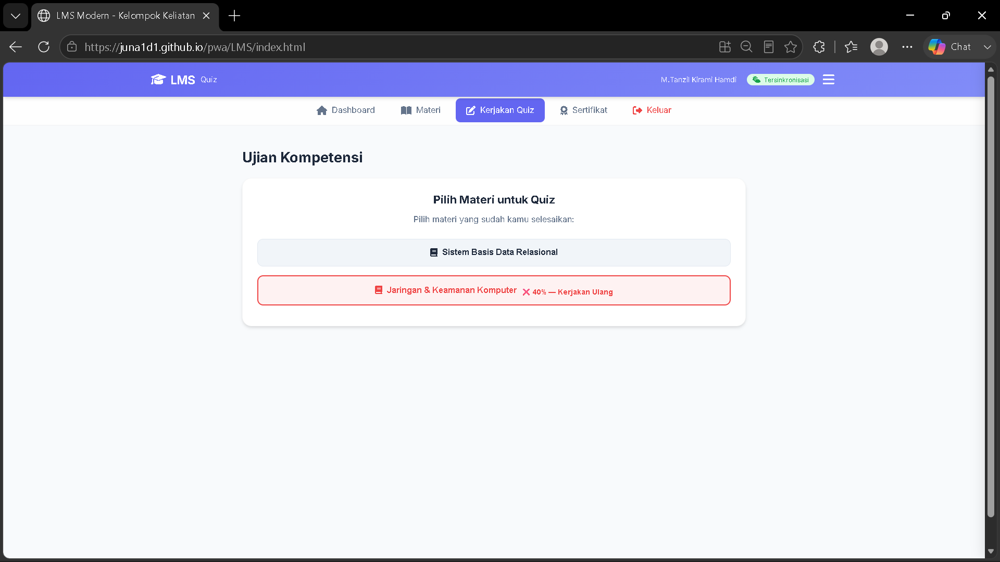 LMS Modern - Kelompok Keliatan
https://juna1d1.github.io/pwa/LMS/index.html
Chat
LMS Quiz
M.Tanzil Kirami Hamdi
Tersinkronisasi
Dashboard
Materi
Kerjakan Quiz
Sertifikat
Keluar
Ujian Kompetensi
Pilih Materi untuk Quiz
Pilih materi yang sudah kamu selesaikan:
Sistem Basis Data Relasional
Jaringan & Keamanan Komputer ❌ 40% — Kerjakan Ulang